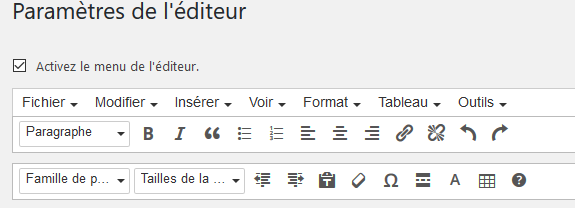 Paramètres de l'éditeur
Activez le menu de l'éditeur.
Fichier Modifier Insérer Voir Format Tableau Outils
Paragraphe B I
Famille de p... Tailles de la ... Ω A ?